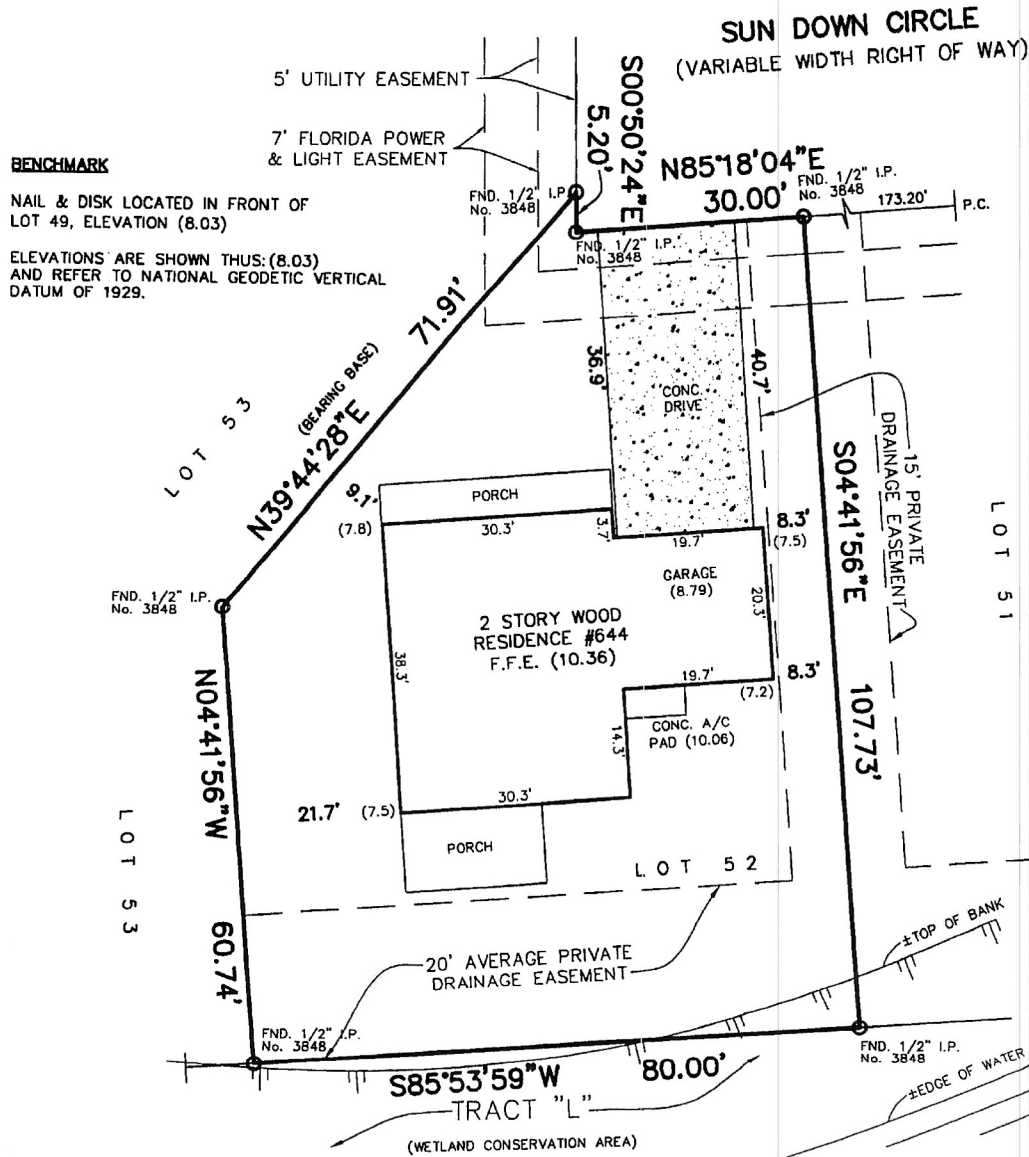 SUN DOWN CIRCLE
(VARIABLE WIDTH RIGHT OF WAY)
5' UTILITY EASEMENT
7' FLORIDA POWER
& LIGHT EASEMENT
S00°50'24"E
5.20'
N85°18'04"E
30.00'
FND. 1/2" I.P.
No. 3848
173.20'
P.C.
BENCHMARK
NAIL & DISK LOCATED IN FRONT OF
LOT 49, ELEVATION (8.03)
ELEVATIONS ARE SHOWN THUS: (8.03)
AND REFER TO NATIONAL GEODETIC VERTICAL
DATUM OF 1929.
FND. 1/2" I.P.
No. 3848
FND. 1/2" I.P.
No. 3848
71.91'
(BEARING BASE)
N39°44'28"E
LOT 53
36.9'
CONC.
DRIVE
40.7'
15' PRIVATE
DRAINAGE EASEMENT
S04°41'56"E
107.73'
LOT 51
9.1'
PORCH
(7.8)
30.3'
3.7'
19.7'
8.3'
(7.5)
GARAGE
(8.79)
20.3'
FND. 1/2" I.P.
No. 3848
2 STORY WOOD
RESIDENCE #644
F.F.E. (10.36)
38.3'
19.7'
8.3'
(7.2)
CONC. A/C
PAD (10.06)
14.3'
N04°41'56"W
60.74'
21.7'
(7.5)
30.3'
PORCH
LOT 53
LOT 52
20' AVERAGE PRIVATE
DRAINAGE EASEMENT
±TOP OF BANK
FND. 1/2" I.P.
No. 3848
FND. 1/2" I.P.
No. 3848
S85°53'59"W
80.00'
TRACT "L"
(WETLAND CONSERVATION AREA)
±EDGE OF WATER